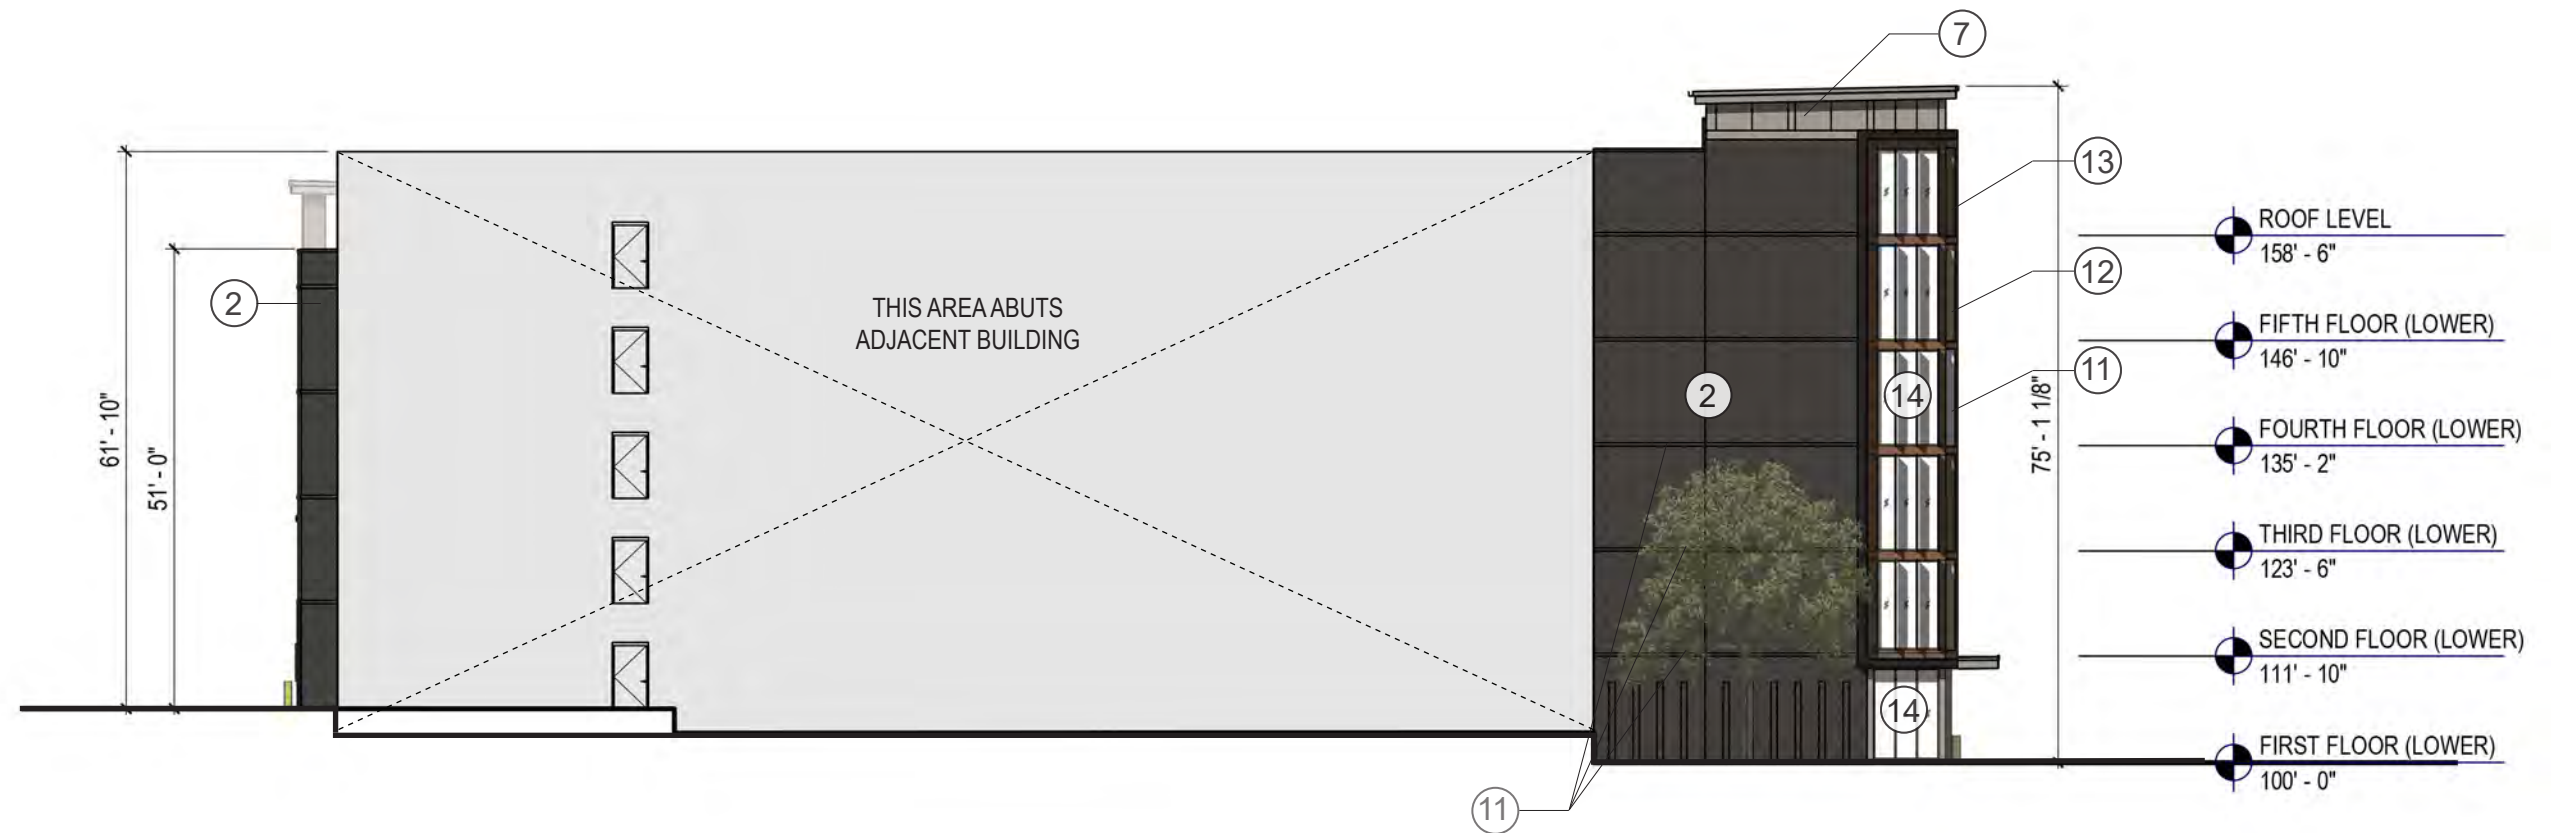 7
13
12
11
2
2
14
14
11
THIS AREA ABUTS
ADJACENT BUILDING
61' - 10"
51' - 0"
75' - 1 1/8"
ROOF LEVEL
158' - 6"
FIFTH FLOOR (LOWER)
146' - 10"
FOURTH FLOOR (LOWER)
135' - 2"
THIRD FLOOR (LOWER)
123' - 6"
SECOND FLOOR (LOWER)
111' - 10"
FIRST FLOOR (LOWER)
100' - 0"